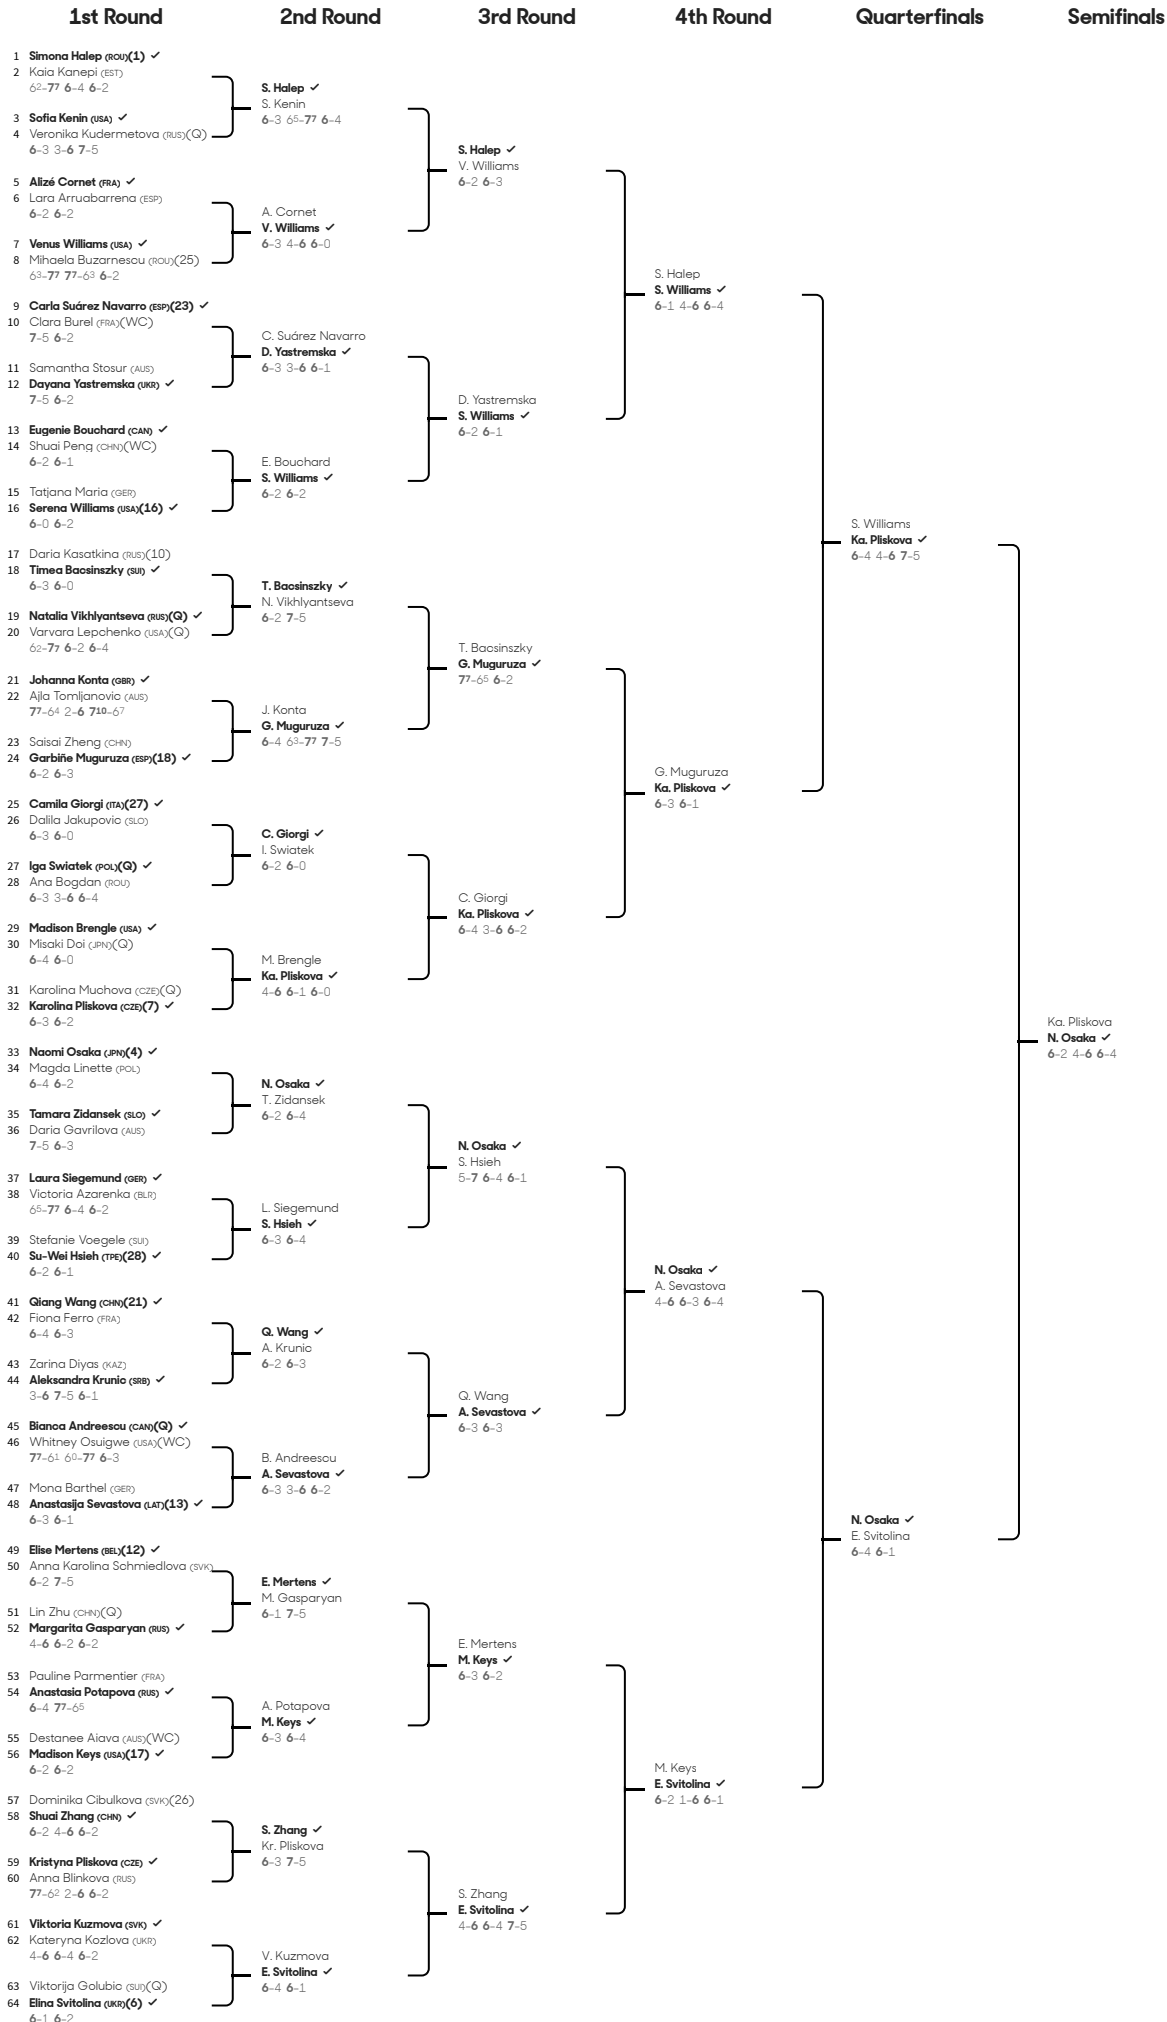 1st Round
2nd Round
3rd Round
4th Round
Quarterfinals
Semifinals
1 Simona Halep (ROU)(1) ✓
2 Kaia Kanepi (EST)
6²-7⁷ 6-4 6-2
3 Sofia Kenin (USA) ✓
4 Veronika Kudermetova (RUS)(Q)
6-3 3-6 7-5
5 Alizé Cornet (FRA) ✓
6 Lara Arruabarrena (ESP)
6-2 6-2
7 Venus Williams (USA) ✓
8 Mihaela Buzarnescu (ROU)(25)
6³-7⁷ 7⁷-6³ 6-2
9 Carla Suárez Navarro (ESP)(23) ✓
10 Clara Burel (FRA)(WC)
7-5 6-2
11 Samantha Stosur (AUS)
12 Dayana Yastremska (UKR) ✓
7-5 6-2
13 Eugenie Bouchard (CAN) ✓
14 Shuai Peng (CHN)(WC)
6-2 6-1
15 Tatjana Maria (GER)
16 Serena Williams (USA)(16) ✓
6-0 6-2
17 Daria Kasatkina (RUS)(10)
18 Timea Bacsinszky (SUI) ✓
6-3 6-0
19 Natalia Vikhlyantseva (RUS)(Q) ✓
20 Varvara Lepchenko (USA)(Q)
6²-7⁷ 6-2 6-4
21 Johanna Konta (GBR) ✓
22 Ajla Tomljanovic (AUS)
7⁷-6⁴ 2-6 7¹⁰-6⁷
23 Saisai Zheng (CHN)
24 Garbiñe Muguruza (ESP)(18) ✓
6-2 6-3
25 Camila Giorgi (ITA)(27) ✓
26 Dalila Jakupovic (SLO)
6-3 6-0
27 Iga Swiatek (POL)(Q) ✓
28 Ana Bogdan (ROU)
6-3 3-6 6-4
29 Madison Brengle (USA) ✓
30 Misaki Doi (JPN)(Q)
6-4 6-0
31 Karolina Muchova (CZE)(Q)
32 Karolina Pliskova (CZE)(7) ✓
6-3 6-2
33 Naomi Osaka (JPN)(4) ✓
34 Magda Linette (POL)
6-4 6-2
35 Tamara Zidansek (SLO) ✓
36 Daria Gavrilova (AUS)
7-5 6-3
37 Laura Siegemund (GER) ✓
38 Victoria Azarenka (BLR)
6⁵-7⁷ 6-4 6-2
39 Stefanie Voegele (SUI)
40 Su-Wei Hsieh (TPE)(28) ✓
6-2 6-1
41 Qiang Wang (CHN)(21) ✓
42 Fiona Ferro (FRA)
6-4 6-3
43 Zarina Diyas (KAZ)
44 Aleksandra Krunic (SRB) ✓
3-6 7-5 6-1
45 Bianca Andreescu (CAN)(Q) ✓
46 Whitney Osuigwe (USA)(WC)
7⁷-6¹ 6⁰-7⁷ 6-3
47 Mona Barthel (GER)
48 Anastasija Sevastova (LAT)(13) ✓
6-3 6-1
49 Elise Mertens (BEL)(12) ✓
50 Anna Karolina Schmiedlova (SVK)
6-2 7-5
51 Lin Zhu (CHN)(Q)
52 Margarita Gasparyan (RUS) ✓
4-6 6-2 6-2
53 Pauline Parmentier (FRA)
54 Anastasia Potapova (RUS) ✓
6-4 7⁷-6⁵
55 Destanee Aiava (AUS)(WC)
56 Madison Keys (USA)(17) ✓
6-2 6-2
57 Dominika Cibulkova (SVK)(26)
58 Shuai Zhang (CHN) ✓
6-2 4-6 6-2
59 Kristyna Pliskova (CZE) ✓
60 Anna Blinkova (RUS)
7⁷-6² 2-6 6-2
61 Viktoria Kuzmova (SVK) ✓
62 Kateryna Kozlova (UKR)
4-6 6-4 6-2
63 Viktorija Golubic (SUI)(Q)
64 Elina Svitolina (UKR)(6) ✓
6-1 6-2
S. Halep ✓
S. Kenin
6-3 6⁵-7⁷ 6-4
A. Cornet
V. Williams ✓
6-3 4-6 6-0
C. Suárez Navarro
D. Yastremska ✓
6-3 3-6 6-1
E. Bouchard
S. Williams ✓
6-2 6-2
T. Bacsinszky ✓
N. Vikhlyantseva
6-2 7-5
J. Konta
G. Muguruza ✓
6-4 6³-7⁷ 7-5
C. Giorgi ✓
I. Swiatek
6-2 6-0
M. Brengle
Ka. Pliskova ✓
4-6 6-1 6-0
N. Osaka ✓
T. Zidansek
6-2 6-4
L. Siegemund
S. Hsieh ✓
6-3 6-4
Q. Wang ✓
A. Krunic
6-2 6-3
B. Andreescu
A. Sevastova ✓
6-3 3-6 6-2
E. Mertens ✓
M. Gasparyan
6-1 7-5
A. Potapova
M. Keys ✓
6-3 6-4
S. Zhang ✓
Kr. Pliskova
6-3 7-5
V. Kuzmova
E. Svitolina ✓
6-4 6-1
S. Halep ✓
V. Williams
6-2 6-3
D. Yastremska
S. Williams ✓
6-2 6-1
T. Bacsinszky
G. Muguruza ✓
7⁷-6⁵ 6-2
C. Giorgi
Ka. Pliskova ✓
6-4 3-6 6-2
N. Osaka ✓
S. Hsieh
5-7 6-4 6-1
Q. Wang
A. Sevastova ✓
6-3 6-3
E. Mertens
M. Keys ✓
6-3 6-2
S. Zhang
E. Svitolina ✓
4-6 6-4 7-5
S. Halep
S. Williams ✓
6-1 4-6 6-4
G. Muguruza
Ka. Pliskova ✓
6-3 6-1
N. Osaka ✓
A. Sevastova
4-6 6-3 6-4
M. Keys
E. Svitolina ✓
6-2 1-6 6-1
S. Williams
Ka. Pliskova ✓
6-4 4-6 7-5
N. Osaka ✓
E. Svitolina
6-4 6-1
Ka. Pliskova
N. Osaka ✓
6-2 4-6 6-4